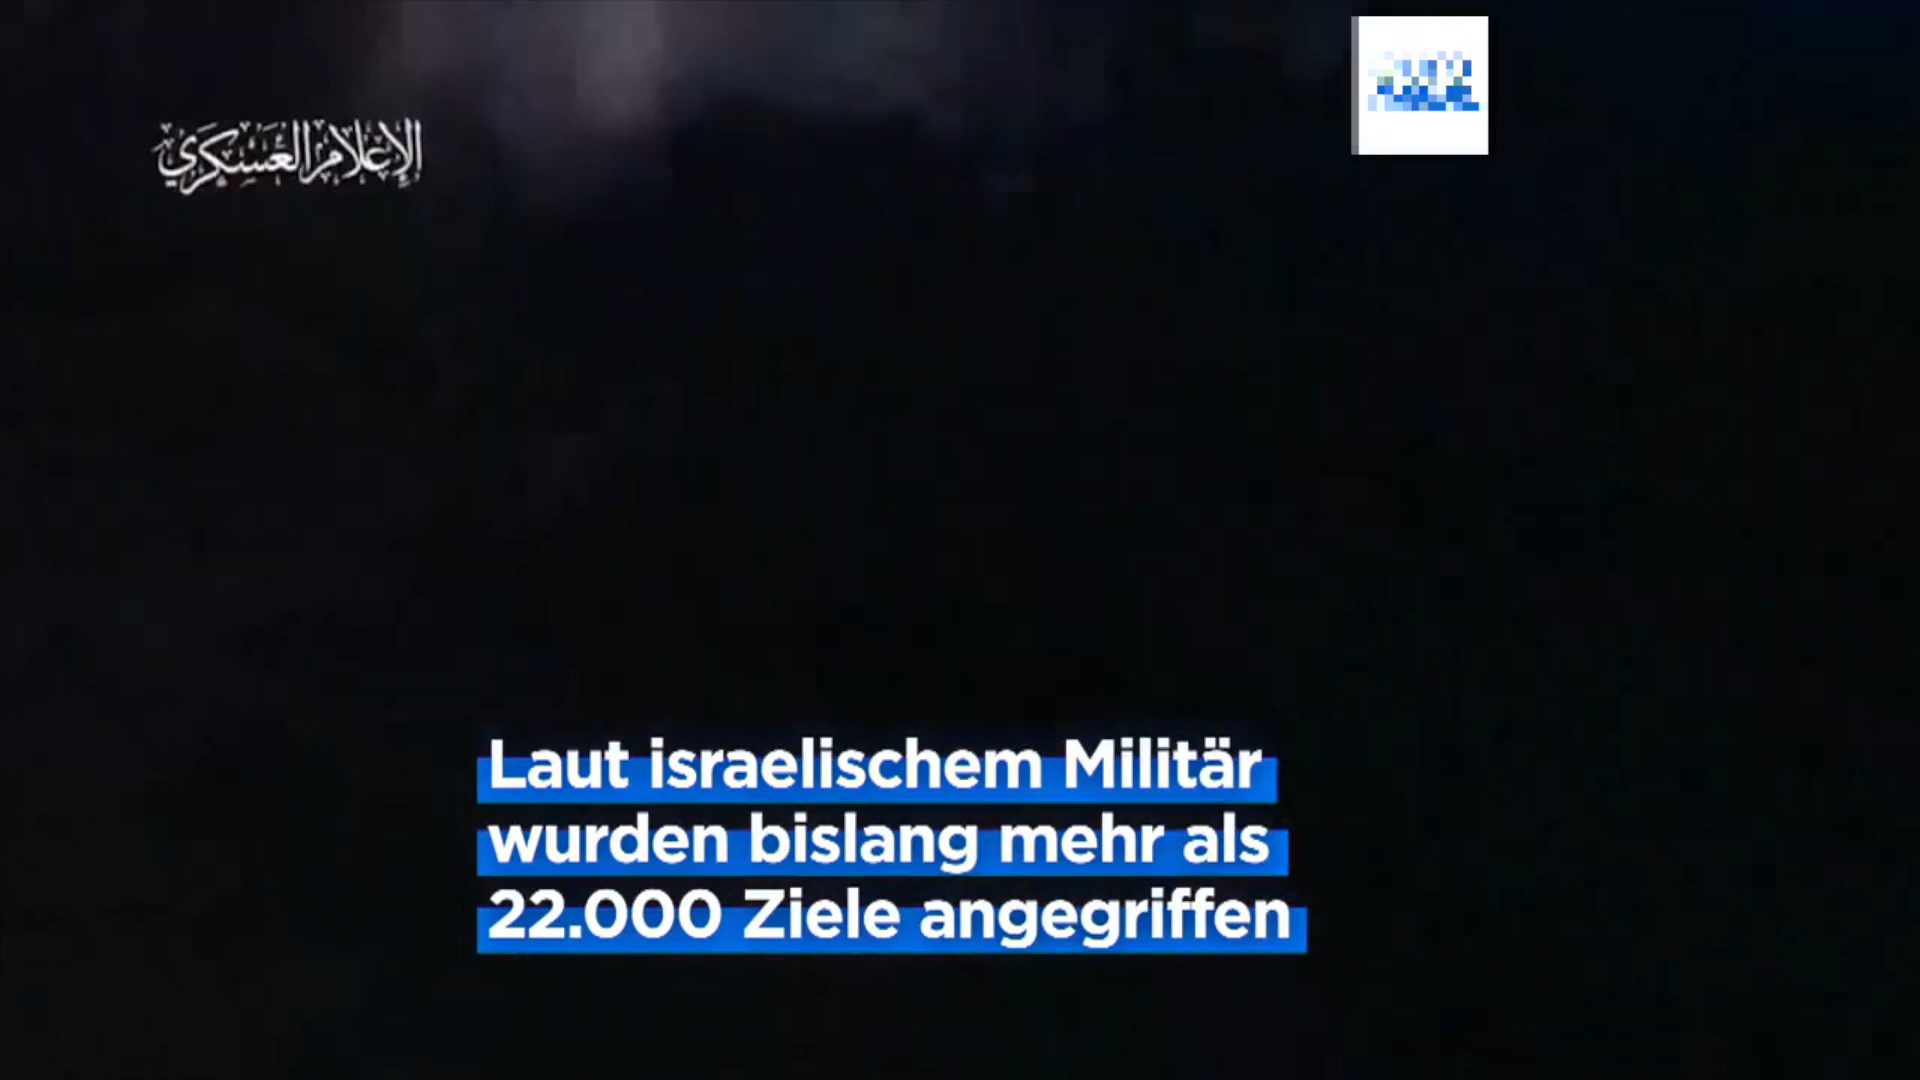 الإعلام العسكري
Laut israelischem Militär
wurden bislang mehr als
22.000 Ziele angegriffen